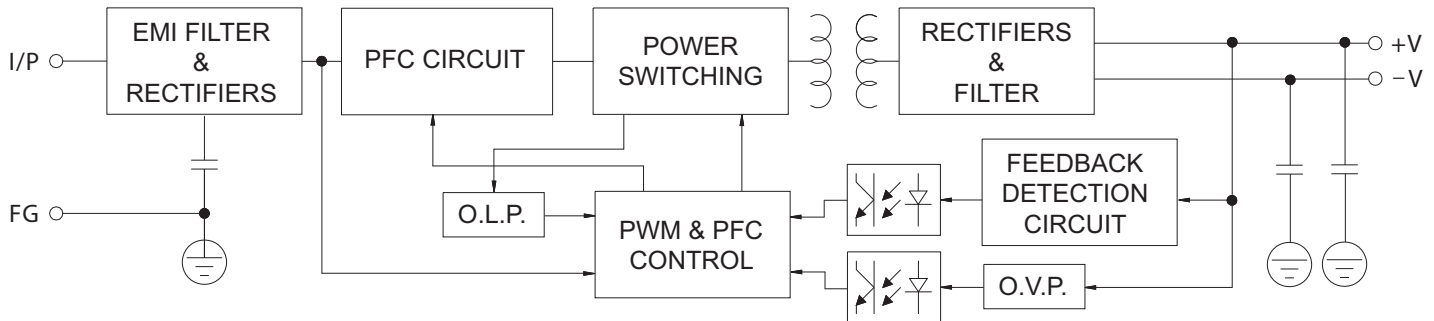 I/P
EMI FILTER
&
RECTIFIERS
PFC CIRCUIT
POWER
SWITCHING
RECTIFIERS
&
FILTER
+V
−V
FG
O.L.P.
PWM & PFC
CONTROL
FEEDBACK
DETECTION
CIRCUIT
O.V.P.